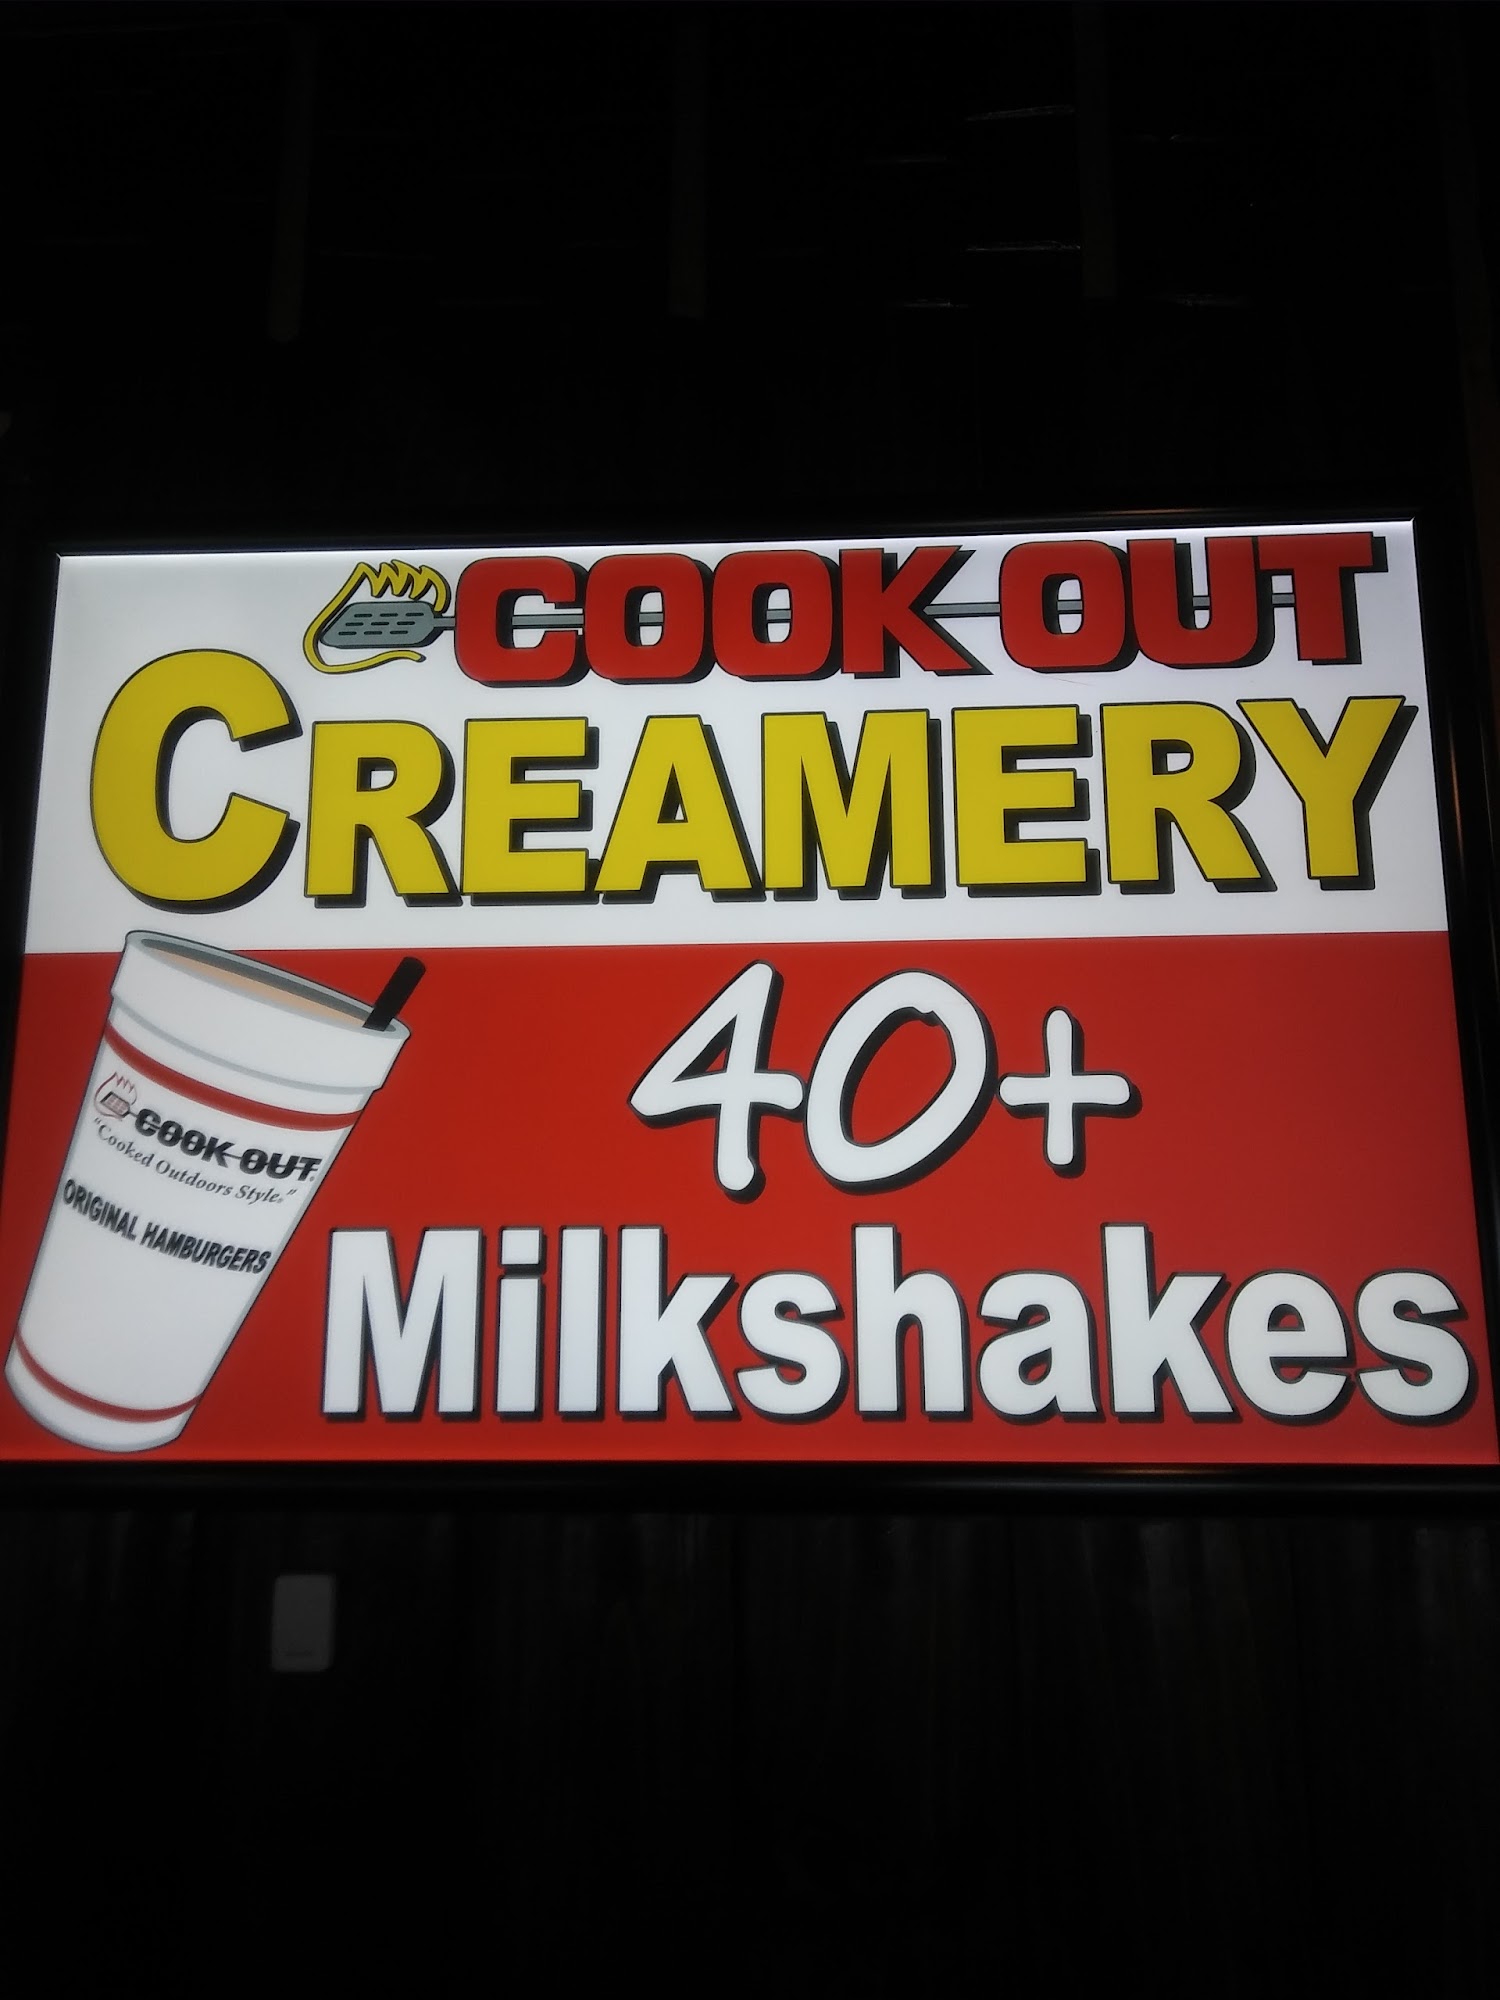 COOK OUT
CREAMERY
40+
Milkshakes
COOK OUT
"Cooked Outdoors Style."
ORIGINAL HAMBURGERS